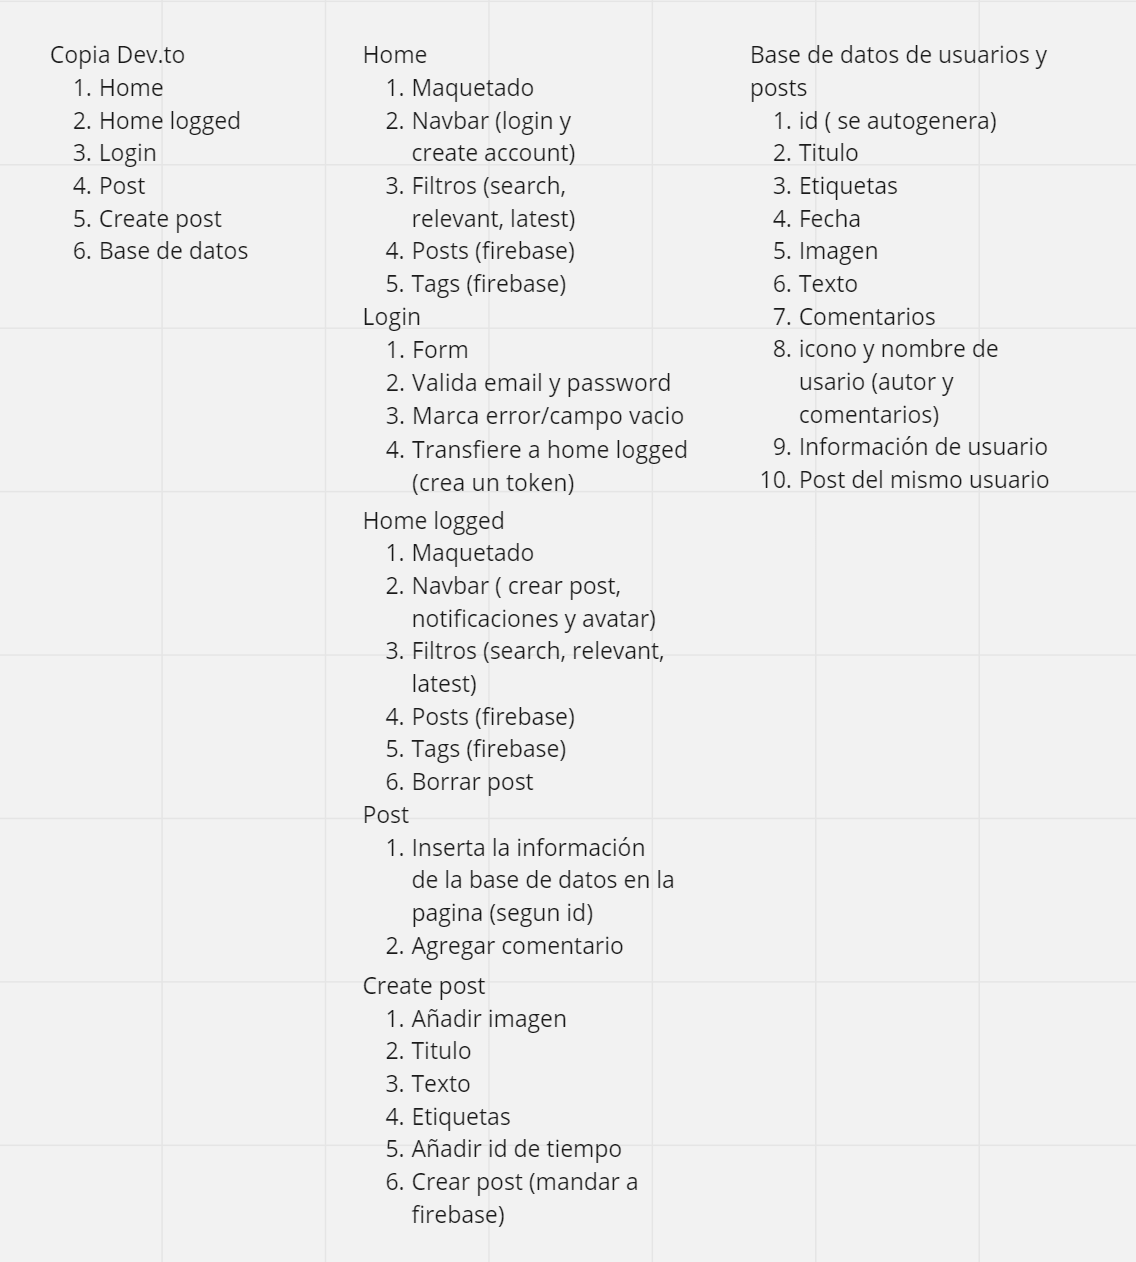 Copia Dev.to
1. Home
2. Home logged
3. Login
4. Post
5. Create post
6. Base de datos
Home
1. Maquetado
2. Navbar (login y
create account)
3. Filtros (search,
relevant, latest)
4. Posts (firebase)
5. Tags (firebase)
Login
1. Form
2. Valida email y password
3. Marca error/campo vacio
4. Transfiere a home logged
(crea un token)
Home logged
1. Maquetado
2. Navbar ( crear post,
notificaciones y avatar)
3. Filtros (search, relevant,
latest)
4. Posts (firebase)
5. Tags (firebase)
6. Borrar post
Post
1. Inserta la información
de la base de datos en la
pagina (segun id)
2. Agregar comentario
Create post
1. Añadir imagen
2. Titulo
3. Texto
4. Etiquetas
5. Añadir id de tiempo
6. Crear post (mandar a
firebase)
Base de datos de usuarios y
posts
1. id ( se autogenera)
2. Titulo
3. Etiquetas
4. Fecha
5. Imagen
6. Texto
7. Comentarios
8. icono y nombre de
usario (autor y
comentarios)
9. Información de usuario
10. Post del mismo usuario